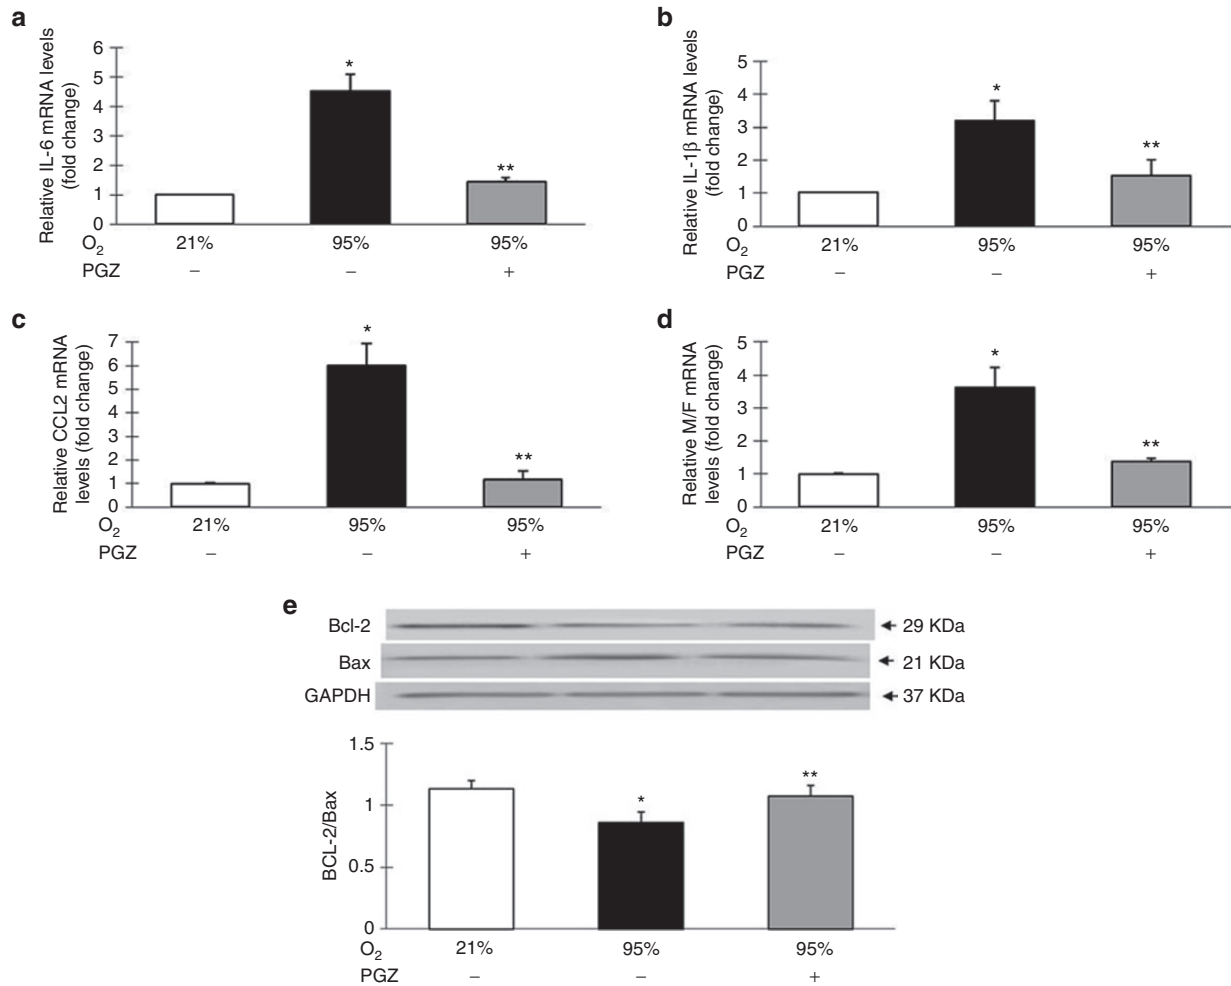 a
Relative IL-6 mRNA levels
(fold change)
6
5
4
3
2
1
0
*
**
O2 21% 95% 95%
PGZ – – +
b
Relative IL-1β mRNA levels
(fold change)
5
4
3
2
1
0
*
**
21% 95% 95%
PGZ – – +
c
Relative CCL2 mRNA
levels (fold change)
7
6
5
4
3
2
1
0
*
**
O2 21% 95% 95%
PGZ – – +
d
Relative M/F mRNA
levels (fold change)
5
4
3
2
1
0
*
**
O2 21% 95% 95%
PGZ – – +
e
Bcl-2 29 KDa
Bax 21 KDa
GAPDH 37 KDa
BCL-2/Bax
1.5
1
0.5
0
*
**
O2 21% 95% 95%
PGZ – – +